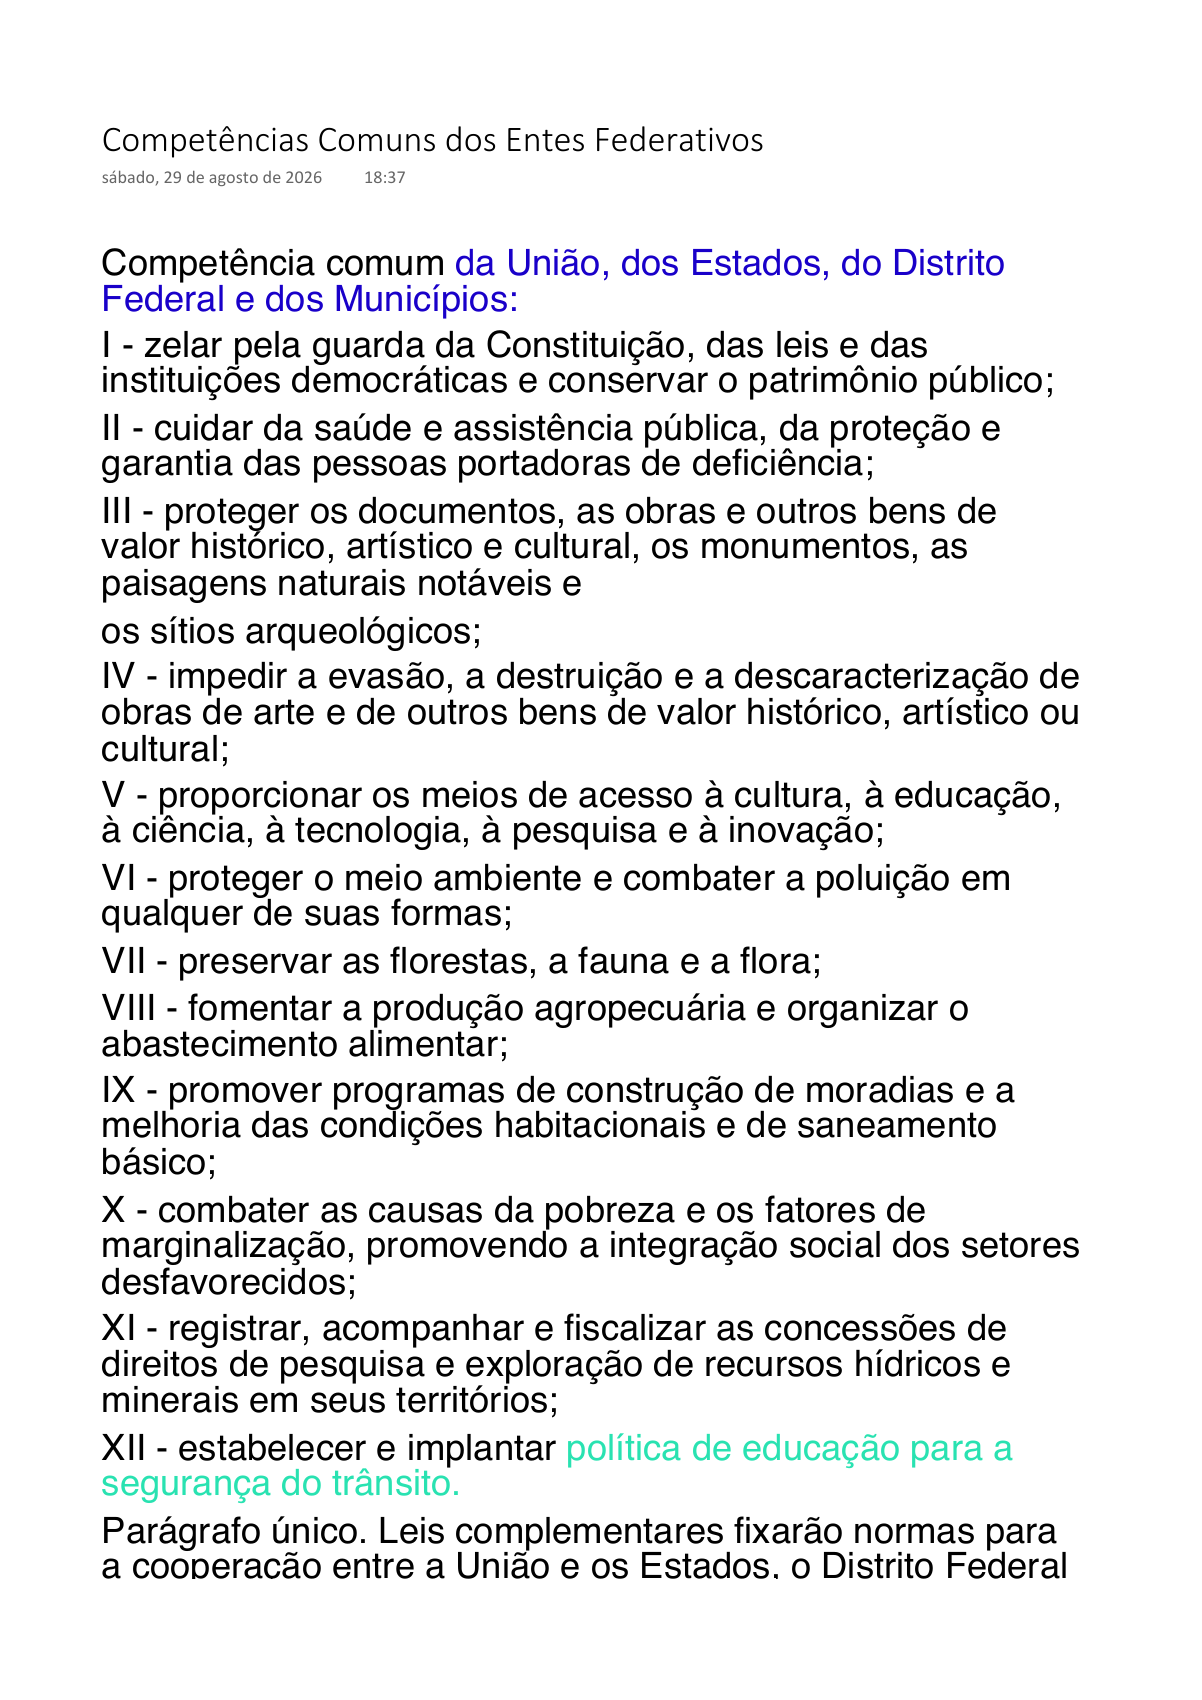 Competências Comuns dos Entes Federativos
sábado, 29 de agosto de 2026 18:37
Competência comum da União, dos Estados, do Distrito
Federal e dos Municípios:
I - zelar pela guarda da Constituição, das leis e das
instituições democráticas e conservar o patrimônio público;
II - cuidar da saúde e assistência pública, da proteção e
garantia das pessoas portadoras de deficiência;
III - proteger os documentos, as obras e outros bens de
valor histórico, artístico e cultural, os monumentos, as
paisagens naturais notáveis e
os sítios arqueológicos;
IV - impedir a evasão, a destruição e a descaracterização de
obras de arte e de outros bens de valor histórico, artístico ou
cultural;
V - proporcionar os meios de acesso à cultura, à educação,
à ciência, à tecnologia, à pesquisa e à inovação;
VI - proteger o meio ambiente e combater a poluição em
qualquer de suas formas;
VII - preservar as florestas, a fauna e a flora;
VIII - fomentar a produção agropecuária e organizar o
abastecimento alimentar;
IX - promover programas de construção de moradias e a
melhoria das condições habitacionais e de saneamento
básico;
X - combater as causas da pobreza e os fatores de
marginalização, promovendo a integração social dos setores
desfavorecidos;
XI - registrar, acompanhar e fiscalizar as concessões de
direitos de pesquisa e exploração de recursos hídricos e
minerais em seus territórios;
XII - estabelecer e implantar política de educação para a
segurança do trânsito.
Parágrafo único. Leis complementares fixarão normas para
a cooperação entre a União e os Estados, o Distrito Federal